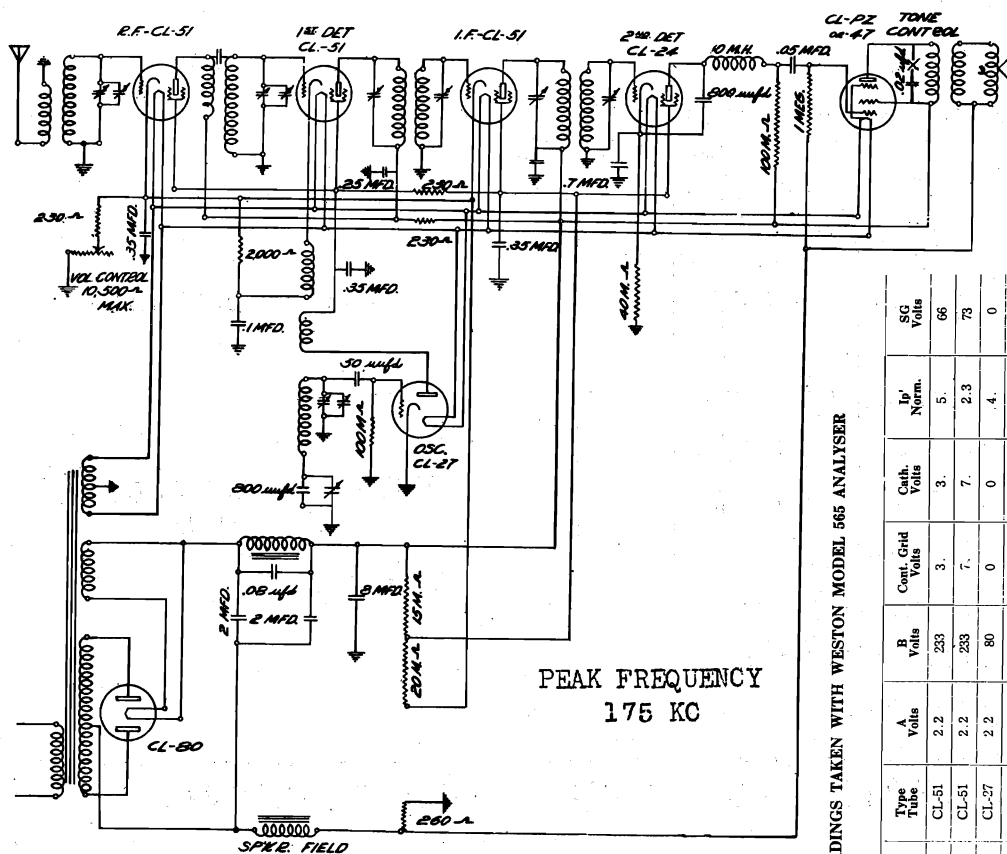 R.F.-CL-51
1ST DET
CL.-51
I.F.-CL-51
2ND. DET
CL-24
10 M.H.
.05 MFD.
CL-PZ
OR 47
TONE
CONTROL
.02 ufd
800 uufd
100 M-Ω
1 MEG.
.25 MFD.
230-Ω
.7 MFD.
230-Ω
.35 MFD.
2,000-Ω
230-Ω
.35 MFD
VOL CONTROL
10,500-Ω
MAX.
.35 MFD.
.1 MFD.
40 M-Ω
50 uufd
100 M-Ω
OSC.
CL-27
800 uufd
.08 ufd
2 MFD.
2 MFD.
8 MFD.
15 M-Ω
20 M-Ω
PEAK FREQUENCY
175 KC
CL-80
260-Ω
SPK'R. FIELD
DINGS TAKEN WITH WESTON MODEL 565 ANALYSER
Type Tube A Volts B Volts Cont. Grid Volts Cath. Volts Ip' Norm. SG Volts
CL-51 2.2 233 3. 3. 5. 66
CL-51 2.2 233 7. 7. 2.3 73
CL-27 2 2 80 0 0 .4. 0